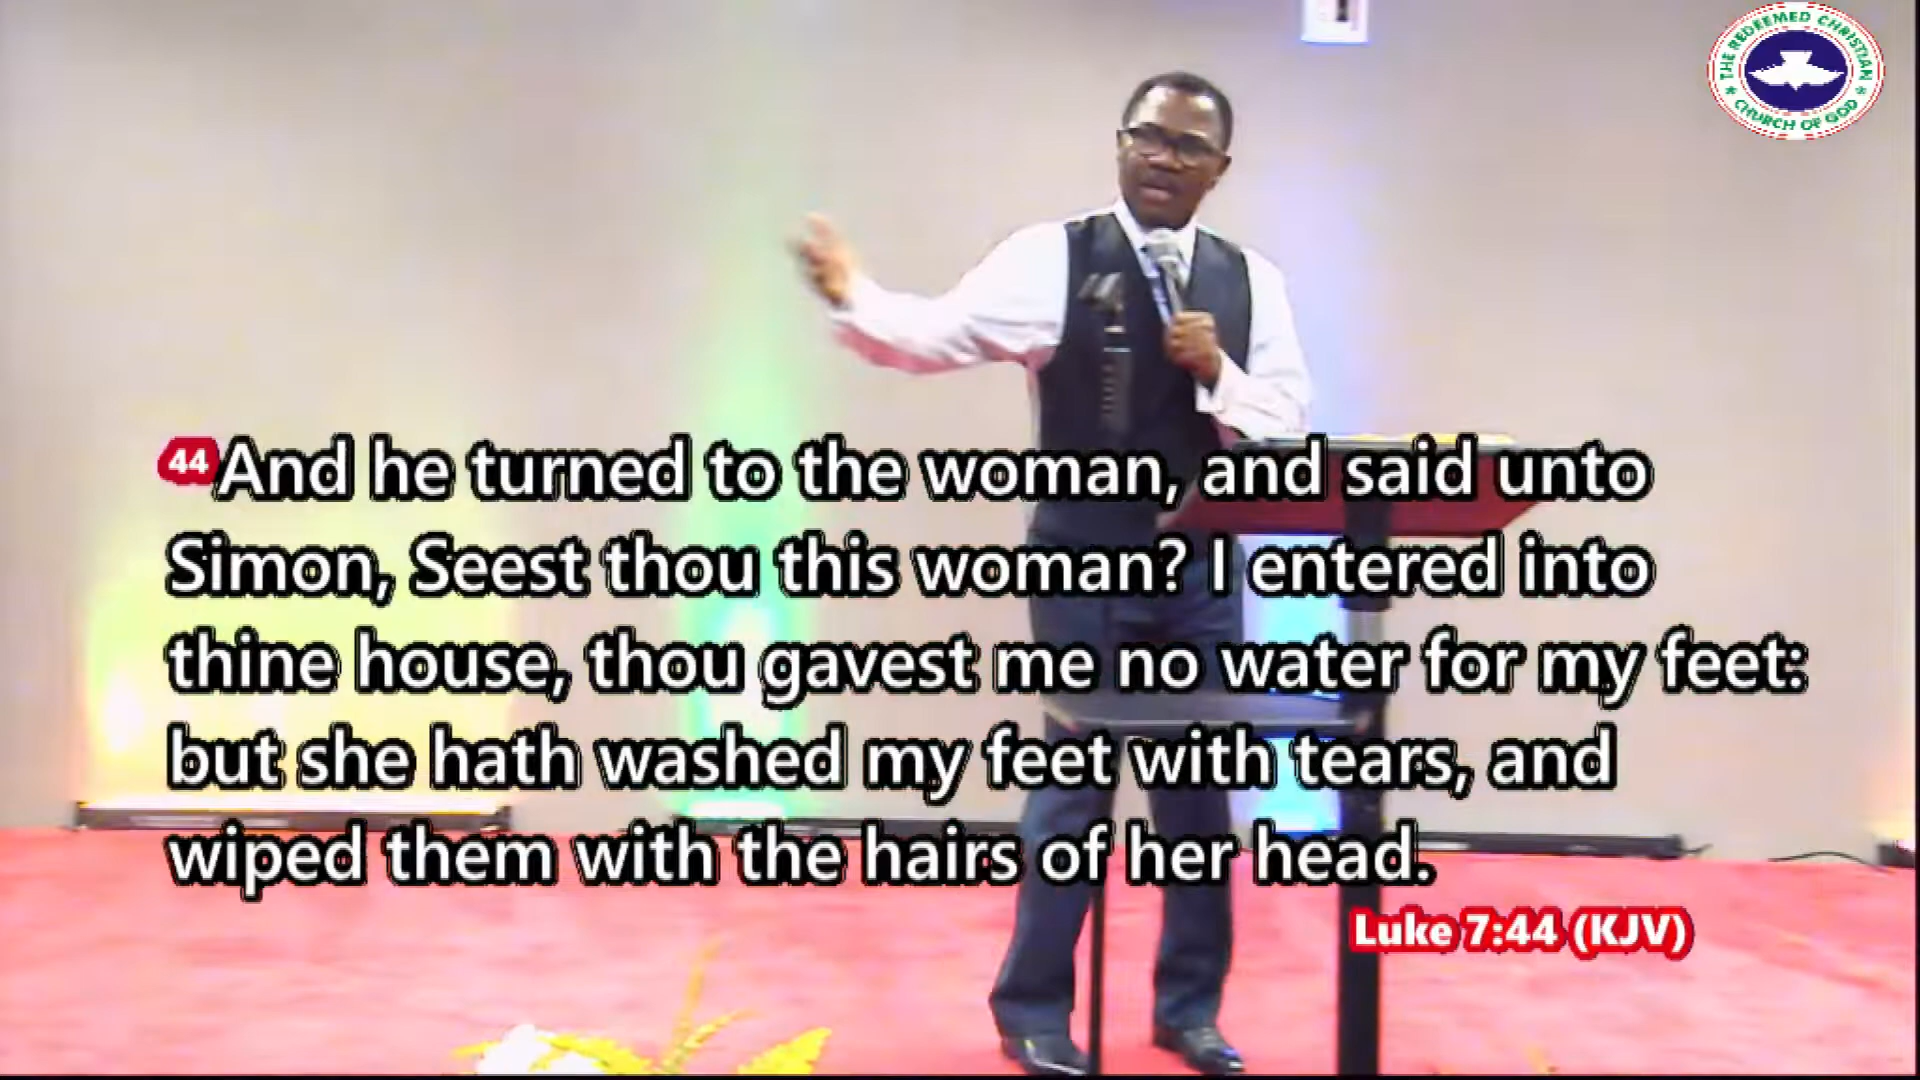 THE REDEEMED CHRISTIAN
CHURCH OF GOD
44 And he turned to the woman, and said unto
Simon, Seest thou this woman? I entered into
thine house, thou gavest me no water for my feet:
but she hath washed my feet with tears, and
wiped them with the hairs of her head.
Luke 7:44 (KJV)